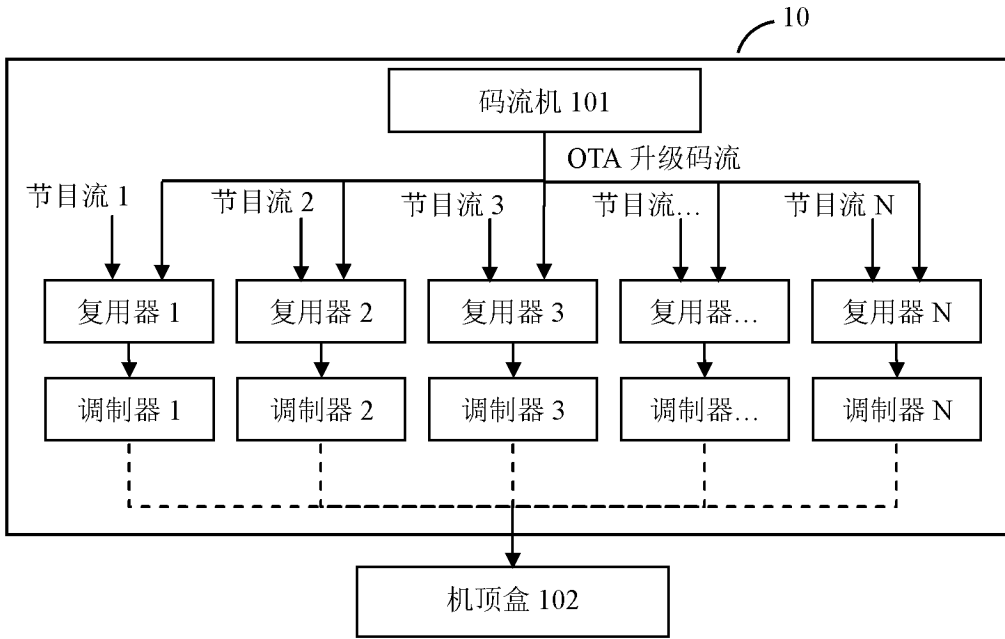 10
码流机 101
OTA 升级码流
节目流 1
节目流 2
节目流 3
节目流…
节目流 N
复用器 1
复用器 2
复用器 3
复用器…
复用器 N
调制器 1
调制器 2
调制器 3
调制器…
调制器 N
机顶盒 102